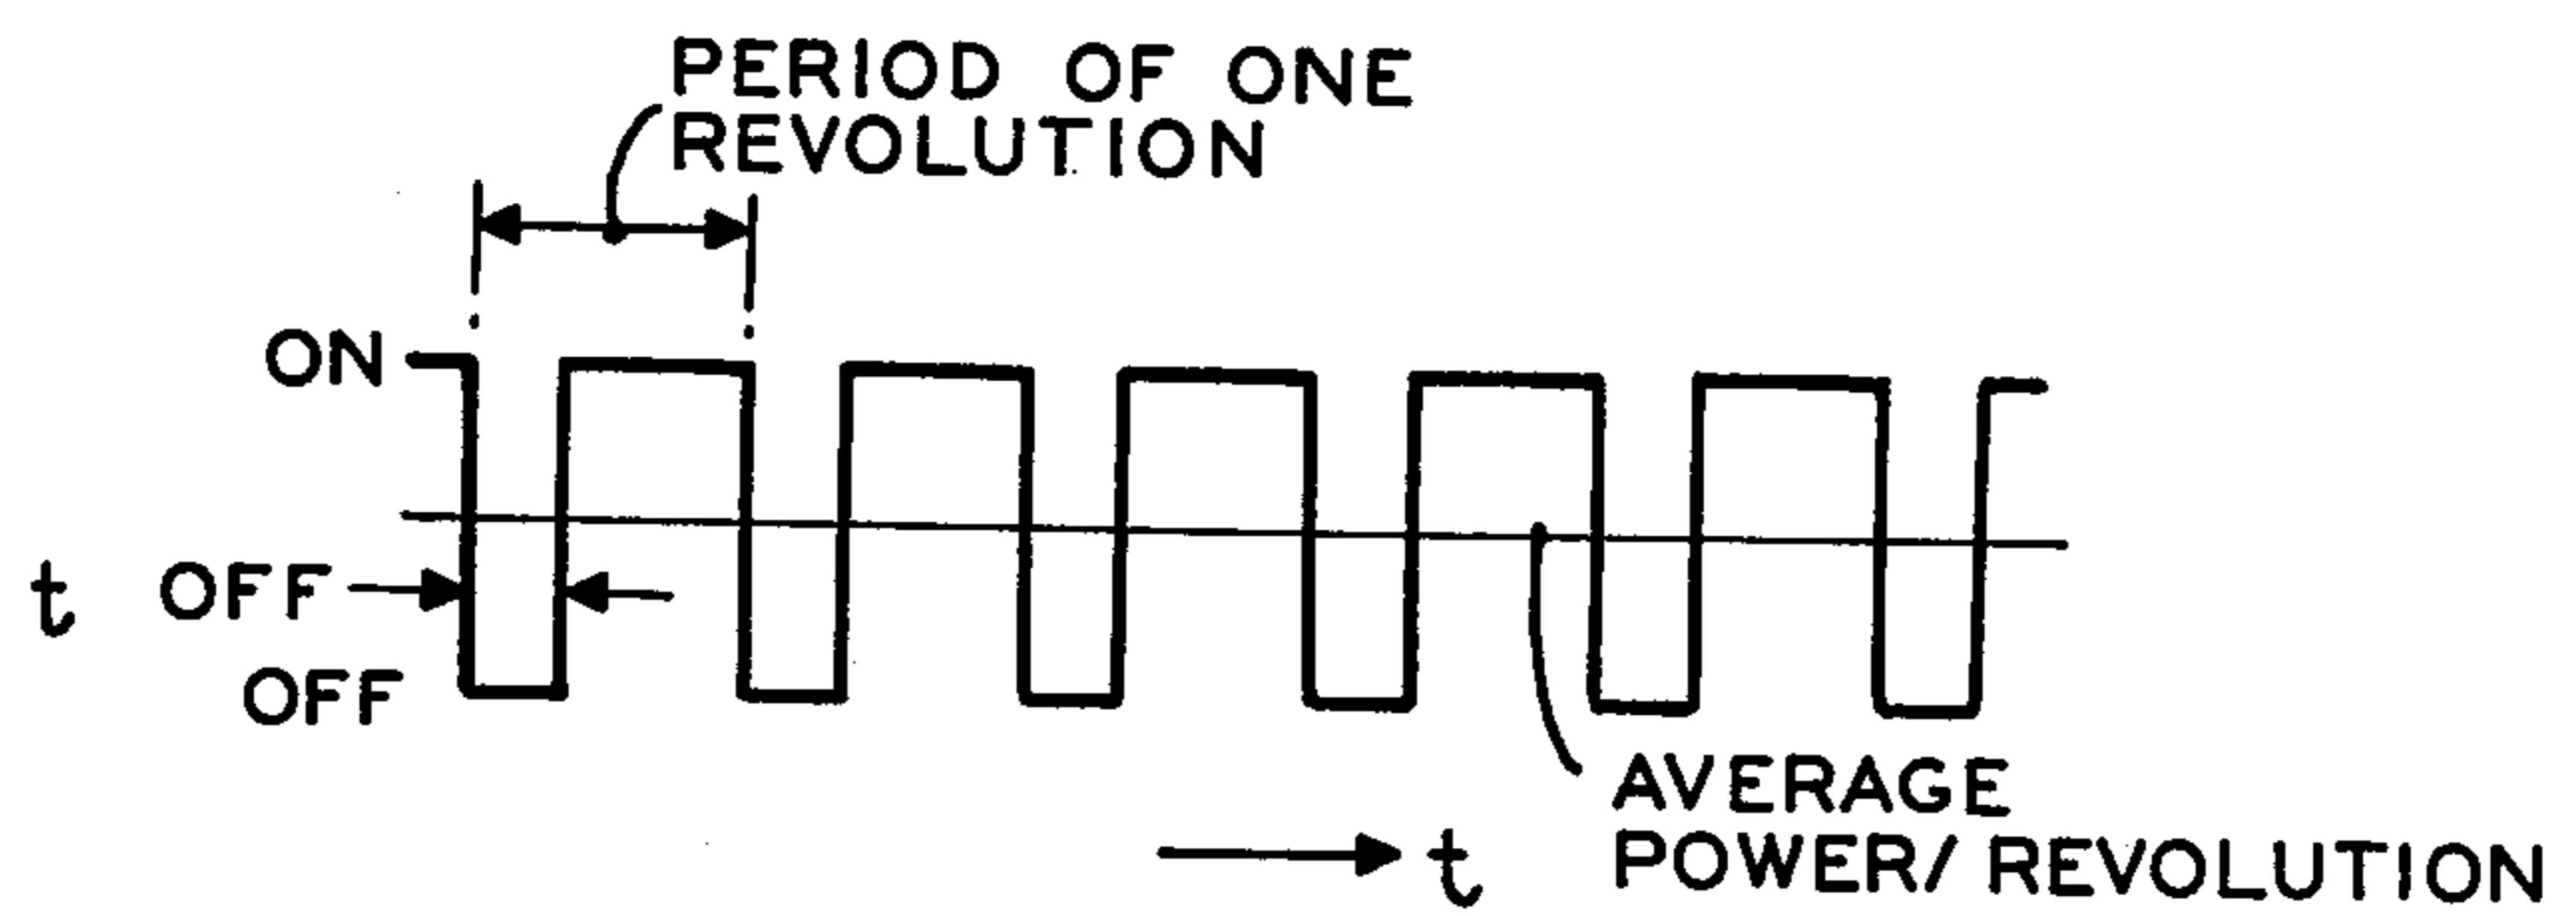 PERIOD OF ONE
REVOLUTION
ON
t OFF
OFF
AVERAGE
POWER/ REVOLUTION
t